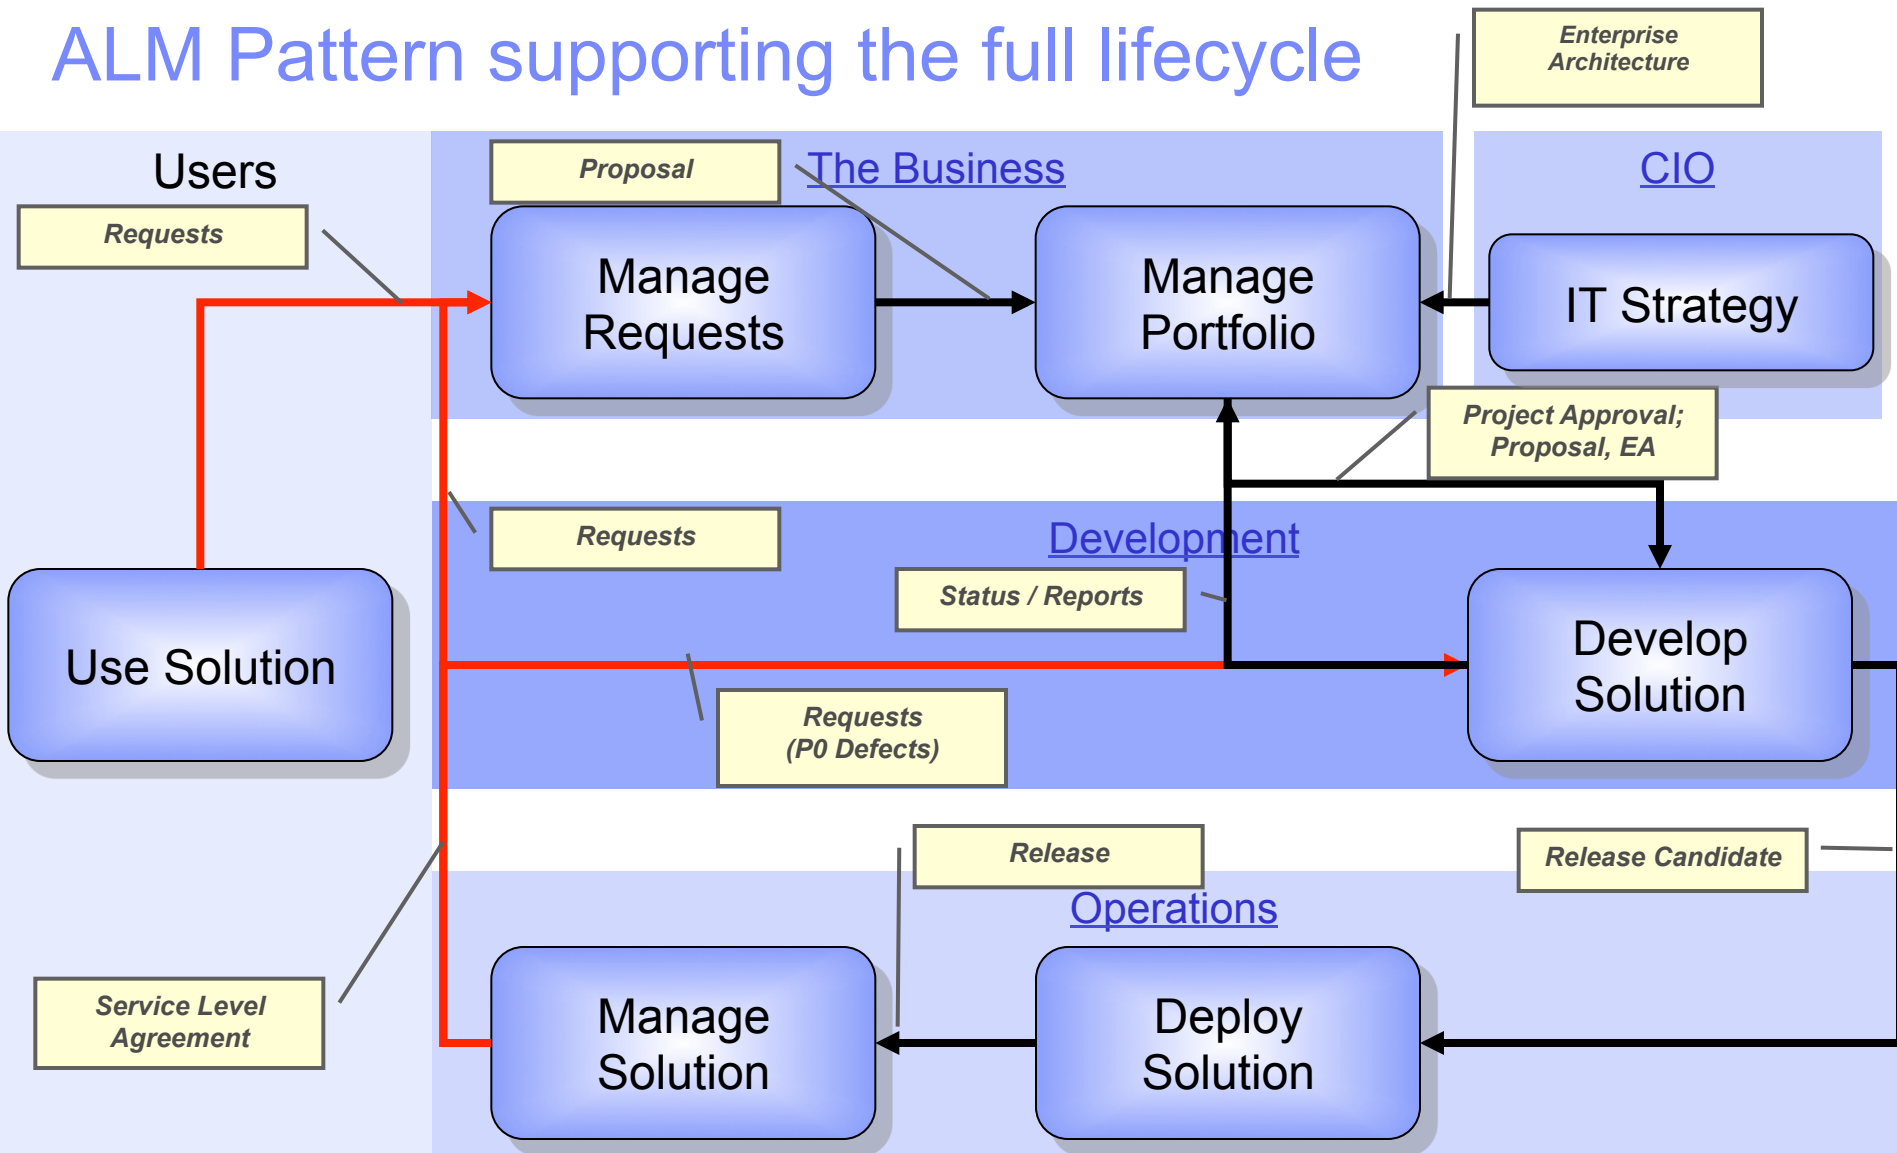 ALM Pattern supporting the full lifecycle
Enterprise
Architecture
Users
Proposal
The Business
CIO
Requests
Manage
Requests
Manage
Portfolio
IT Strategy
Project Approval;
Proposal, EA
Requests
Development
Status / Reports
Use Solution
Develop
Solution
Requests
(P0 Defects)
Release
Release Candidate
Operations
Service Level
Agreement
Manage
Solution
Deploy
Solution